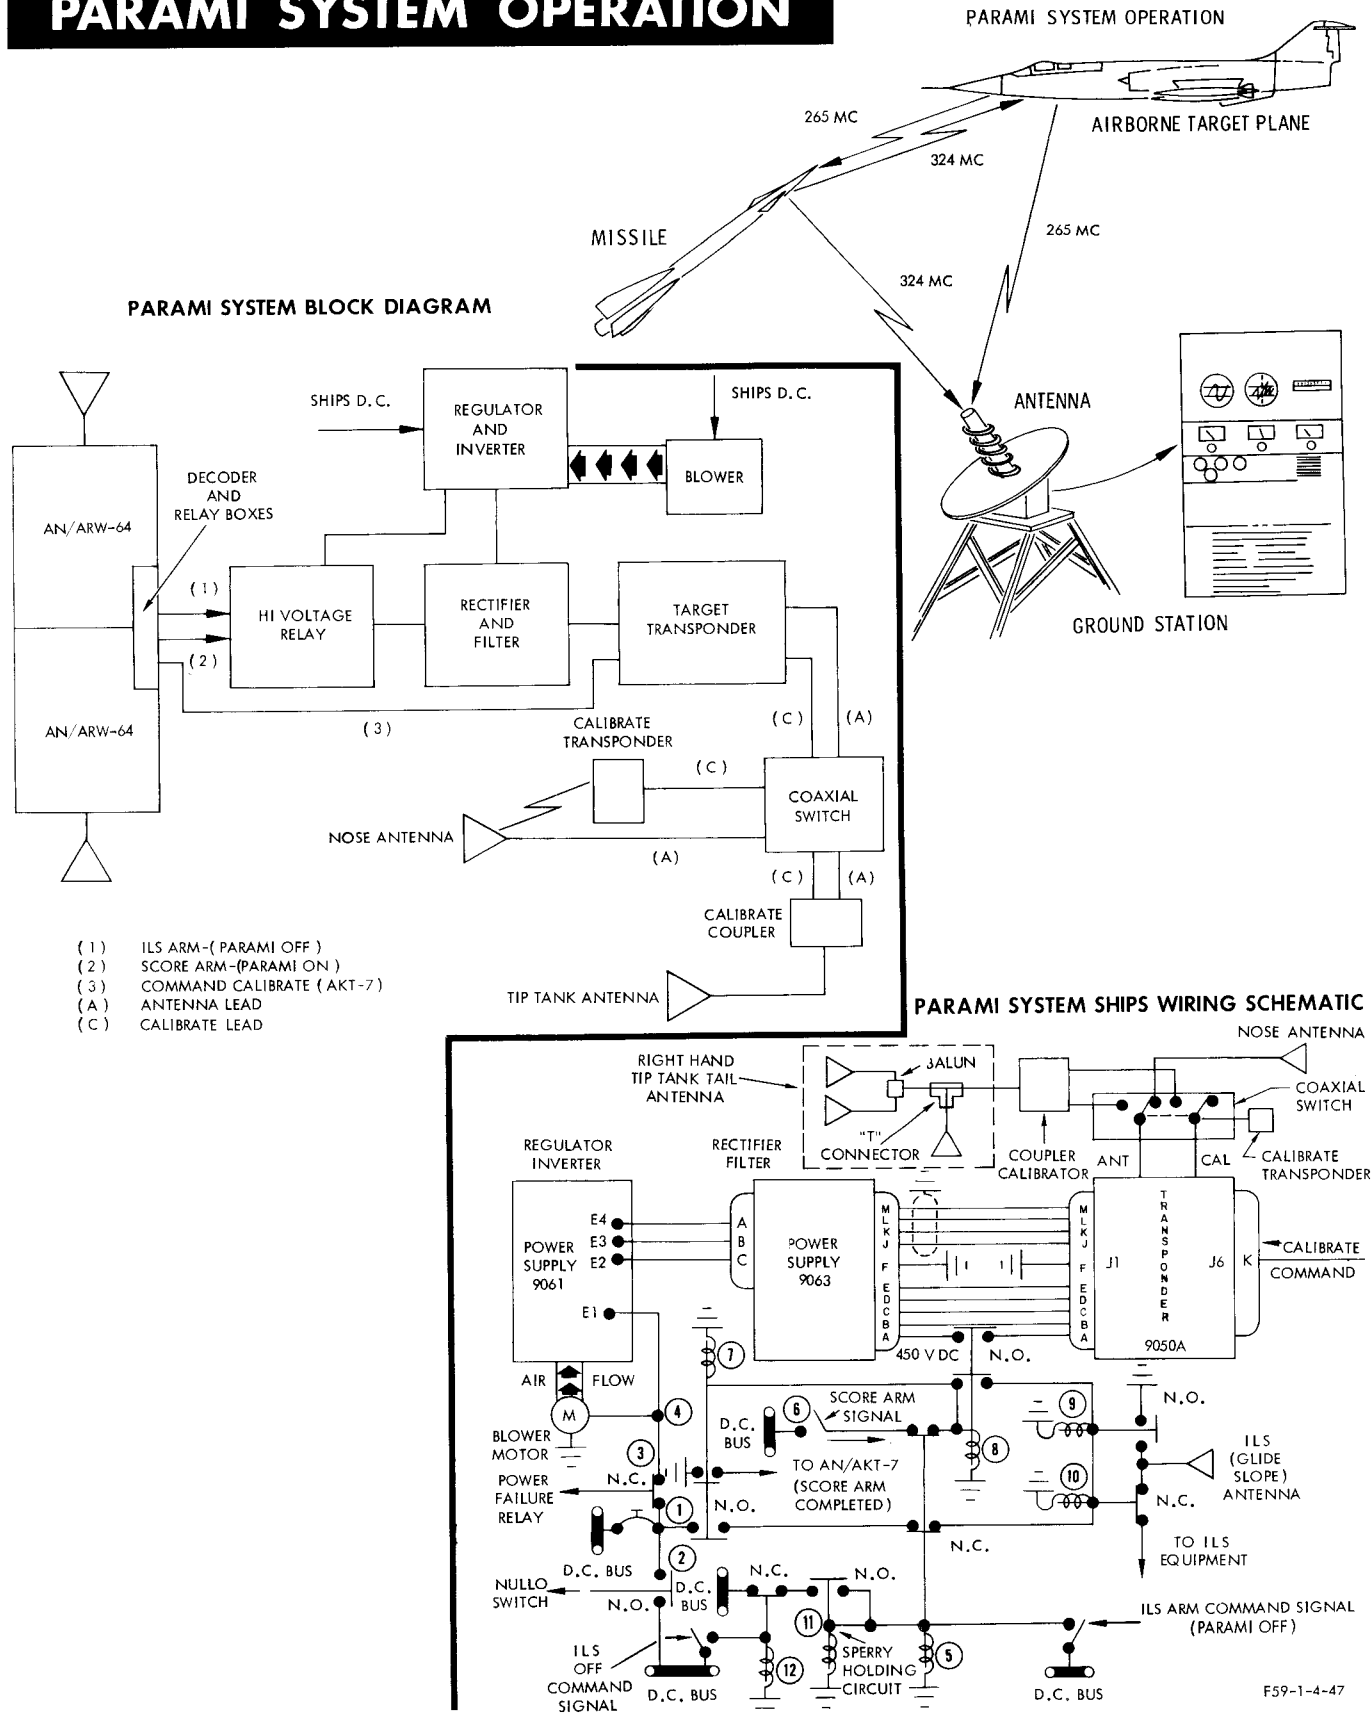 PARAMI SYSTEM OPERATION
PARAMI SYSTEM OPERATION
265 MC
324 MC
AIRBORNE TARGET PLANE
MISSILE
265 MC
324 MC
ANTENNA
GROUND STATION
PARAMI SYSTEM BLOCK DIAGRAM
SHIPS D.C.
REGULATOR
AND
INVERTER
SHIPS D.C.
BLOWER
DECODER
AND
RELAY BOXES
AN/ARW-64
AN/ARW-64
(1)
(2)
(3)
HI VOLTAGE
RELAY
RECTIFIER
AND
FILTER
TARGET
TRANSPONDER
(C)
(A)
CALIBRATE
TRANSPONDER
(C)
COAXIAL
SWITCH
NOSE ANTENNA
(A)
(C)
(A)
CALIBRATE
COUPLER
TIP TANK ANTENNA
(1) ILS ARM-(PARAMI OFF)
(2) SCORE ARM-(PARAMI ON)
(3) COMMAND CALIBRATE (AKT-7)
(A) ANTENNA LEAD
(C) CALIBRATE LEAD
PARAMI SYSTEM SHIPS WIRING SCHEMATIC
NOSE ANTENNA
RIGHT HAND
TIP TANK TAIL
ANTENNA
BALUN
"T"
CONNECTOR
COUPLER
CALIBRATOR
COAXIAL
SWITCH
ANT
CAL
CALIBRATE
TRANSPONDER
REGULATOR
INVERTER
RECTIFIER
FILTER
E4
E3
E2
E1
POWER
SUPPLY
9061
A
B
C
POWER
SUPPLY
9063
M
L
K
J
F
E
D
C
B
A
M
L
K
J
F
E
D
C
B
A
J1
TRANSPONDER
J6
K
9050A
CALIBRATE
COMMAND
450 V DC
N.O.
AIR FLOW
M
BLOWER
MOTOR
7
4
3
N.C.
POWER
FAILURE
RELAY
1
D.C. BUS
2
NULLO
SWITCH
N.O.
D.C.
BUS
6
SCORE ARM
SIGNAL
TO AN/AKT-7
(SCORE ARM
COMPLETED)
N.O.
8
9
10
N.O.
ILS
(GLIDE
SLOPE)
ANTENNA
N.C.
TO ILS
EQUIPMENT
N.C.
D.C.
BUS
N.C.
N.O.
11
SPERRY
HOLDING
CIRCUIT
12
5
ILS
OFF
COMMAND
SIGNAL
D.C. BUS
ILS ARM COMMAND SIGNAL
(PARAMI OFF)
D.C. BUS
F59-1-4-47